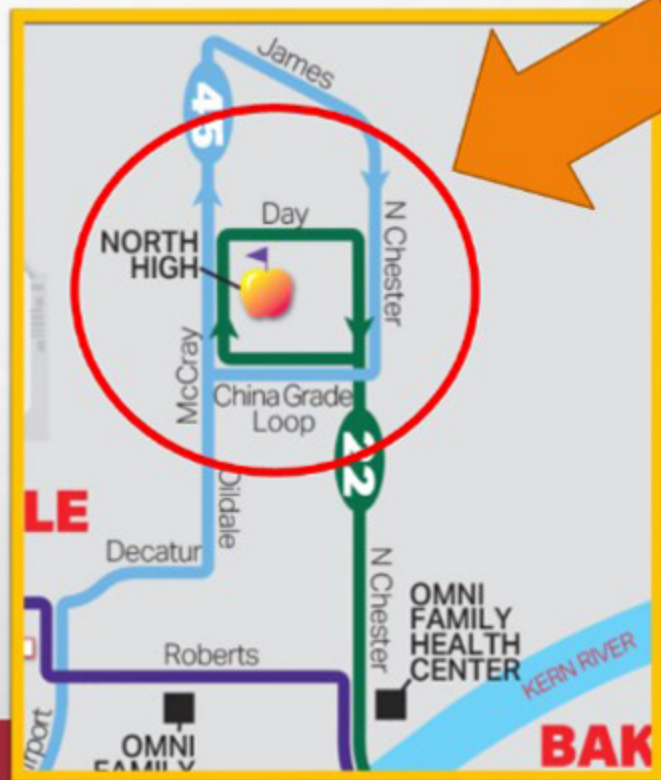 James
45
Day
NORTH
HIGH
N Chester
McCray
China Grade
Loop
22
Oildale
LE
Decatur
N Chester
OMNI
FAMILY
HEALTH
CENTER
Roberts
KERN RIVER
irport
OMNI
FAMILY
BAK